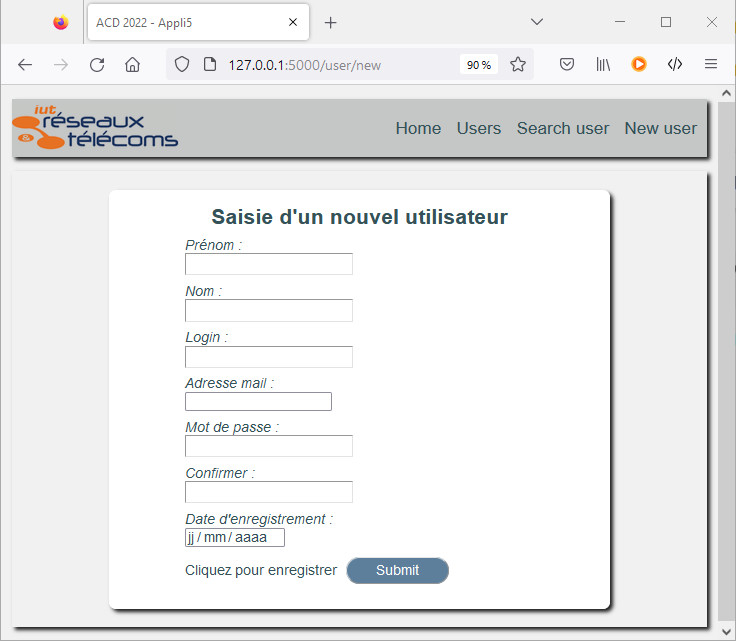 ACD 2022 - Appli5
127.0.0.1:5000/user/new
90 %
iut
réseaux
télécoms
Home Users Search user New user
Saisie d'un nouvel utilisateur
Prénom :
Nom :
Login :
Adresse mail :
Mot de passe :
Confirmer :
Date d'enregistrement :
jj / mm / aaaa
Cliquez pour enregistrer Submit